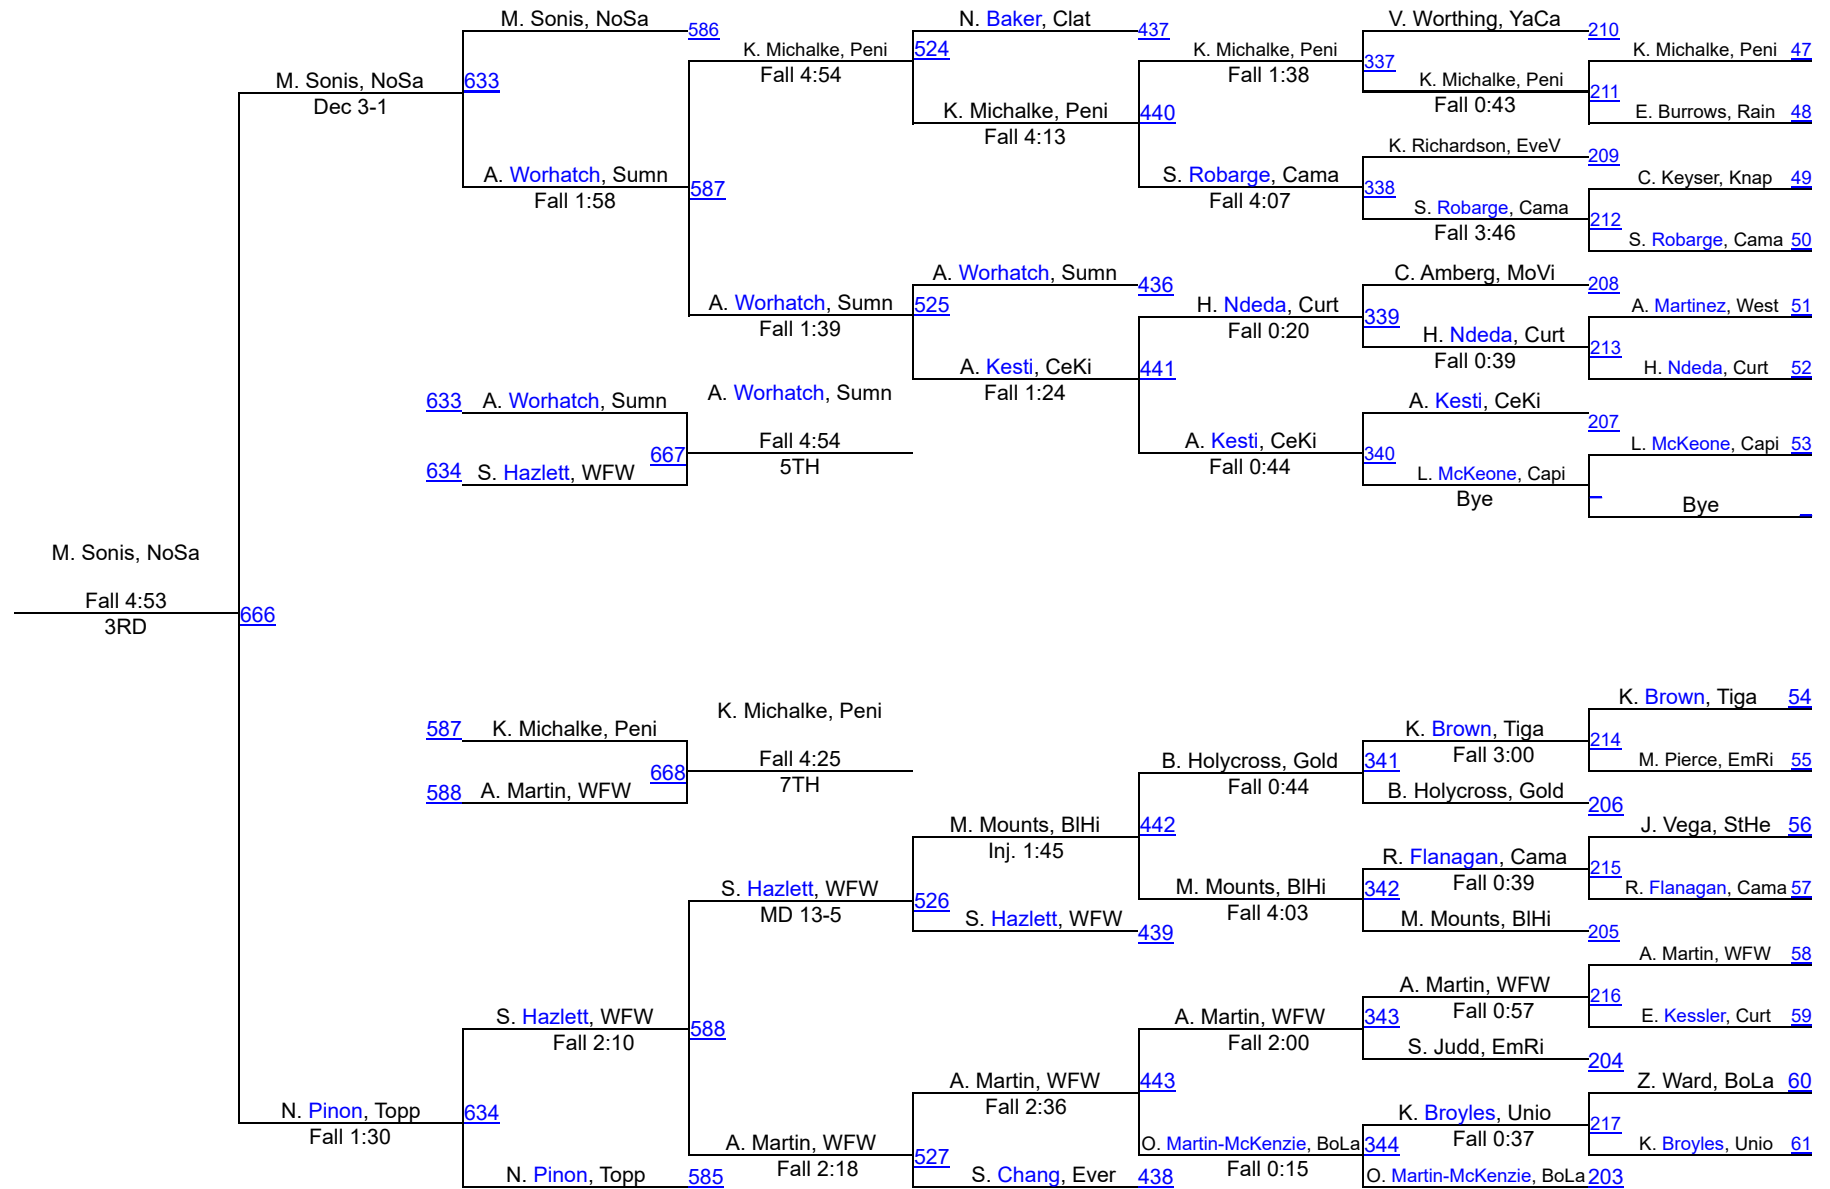 M. Sonis, NoSa
586
N. Baker, Clat
437
V. Worthing, YaCa
210
K. Michalke, Peni
Fall 4:54
524
K. Michalke, Peni
Fall 1:38
337
K. Michalke, Peni 47
M. Sonis, NoSa
Dec 3-1
633
K. Michalke, Peni
Fall 0:43
211
K. Michalke, Peni
Fall 4:13
440
E. Burrows, Rain 48
K. Richardson, EveV
209
A. Worhatch, Sumn
Fall 1:58
587
S. Robarge, Cama
Fall 4:07
338
C. Keyser, Knap 49
S. Robarge, Cama
Fall 3:46
212
S. Robarge, Cama 50
A. Worhatch, Sumn
436
C. Amberg, MoVi
208
A. Worhatch, Sumn
Fall 1:39
525
H. Ndeda, Curt
Fall 0:20
339
A. Martinez, West 51
H. Ndeda, Curt
Fall 0:39
213
A. Kesti, CeKi
Fall 1:24
441
H. Ndeda, Curt 52
633 A. Worhatch, Sumn
A. Worhatch, Sumn
A. Kesti, CeKi
207
Fall 4:54
5TH
667
634 S. Hazlett, WFW
A. Kesti, CeKi
Fall 0:44
340
L. McKeone, Capi 53
L. McKeone, Capi
Bye
Bye
M. Sonis, NoSa
Fall 4:53
3RD
666
K. Brown, Tiga 54
587 K. Michalke, Peni
K. Michalke, Peni
K. Brown, Tiga
Fall 3:00
214
Fall 4:25
7TH
668
B. Holycross, Gold
Fall 0:44
341
M. Pierce, EmRi 55
588 A. Martin, WFW
B. Holycross, Gold
206
M. Mounts, BlHi
Inj. 1:45
442
J. Vega, StHe 56
R. Flanagan, Cama
Fall 0:39
215
S. Hazlett, WFW
MD 13-5
526
M. Mounts, BlHi
Fall 4:03
342
R. Flanagan, Cama 57
S. Hazlett, WFW
439
M. Mounts, BlHi
205
A. Martin, WFW 58
A. Martin, WFW
Fall 0:57
216
S. Hazlett, WFW
Fall 2:10
588
A. Martin, WFW
Fall 2:00
343
E. Kessler, Curt 59
S. Judd, EmRi
204
A. Martin, WFW
Fall 2:36
443
Z. Ward, BoLa 60
N. Pinon, Topp
Fall 1:30
634
K. Broyles, Unio
Fall 0:37
217
A. Martin, WFW
Fall 2:18
527
O. Martin-McKenzie, BoLa
Fall 0:15
344
K. Broyles, Unio 61
N. Pinon, Topp
585
S. Chang, Ever
438
O. Martin-McKenzie, BoLa
203